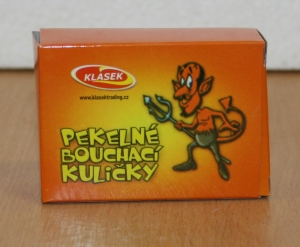 KLASEK
www.klasektrading.cz
PEKELNÉ
BOUCHACÍ
KULIČKY